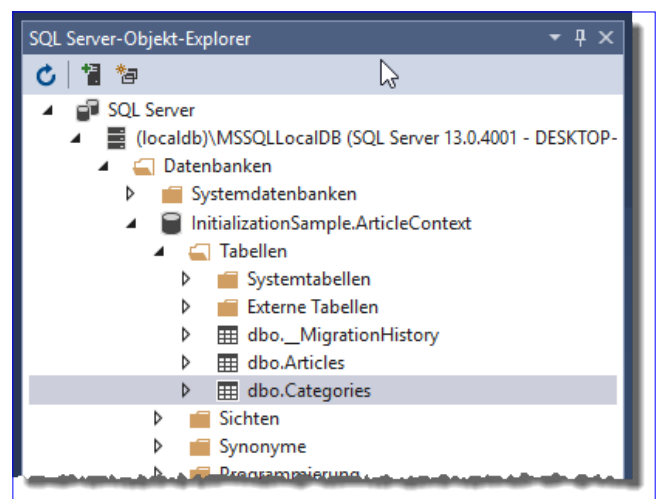 SQL Server-Objekt-Explorer
SQL Server
(localdb)\MSSQLLocalDB (SQL Server 13.0.4001 - DESKTOP-
Datenbanken
Systemdatenbanken
InitializationSample.ArticleContext
Tabellen
Systemtabellen
Externe Tabellen
dbo.__MigrationHistory
dbo.Articles
dbo.Categories
Sichten
Synonyme
Programmierung